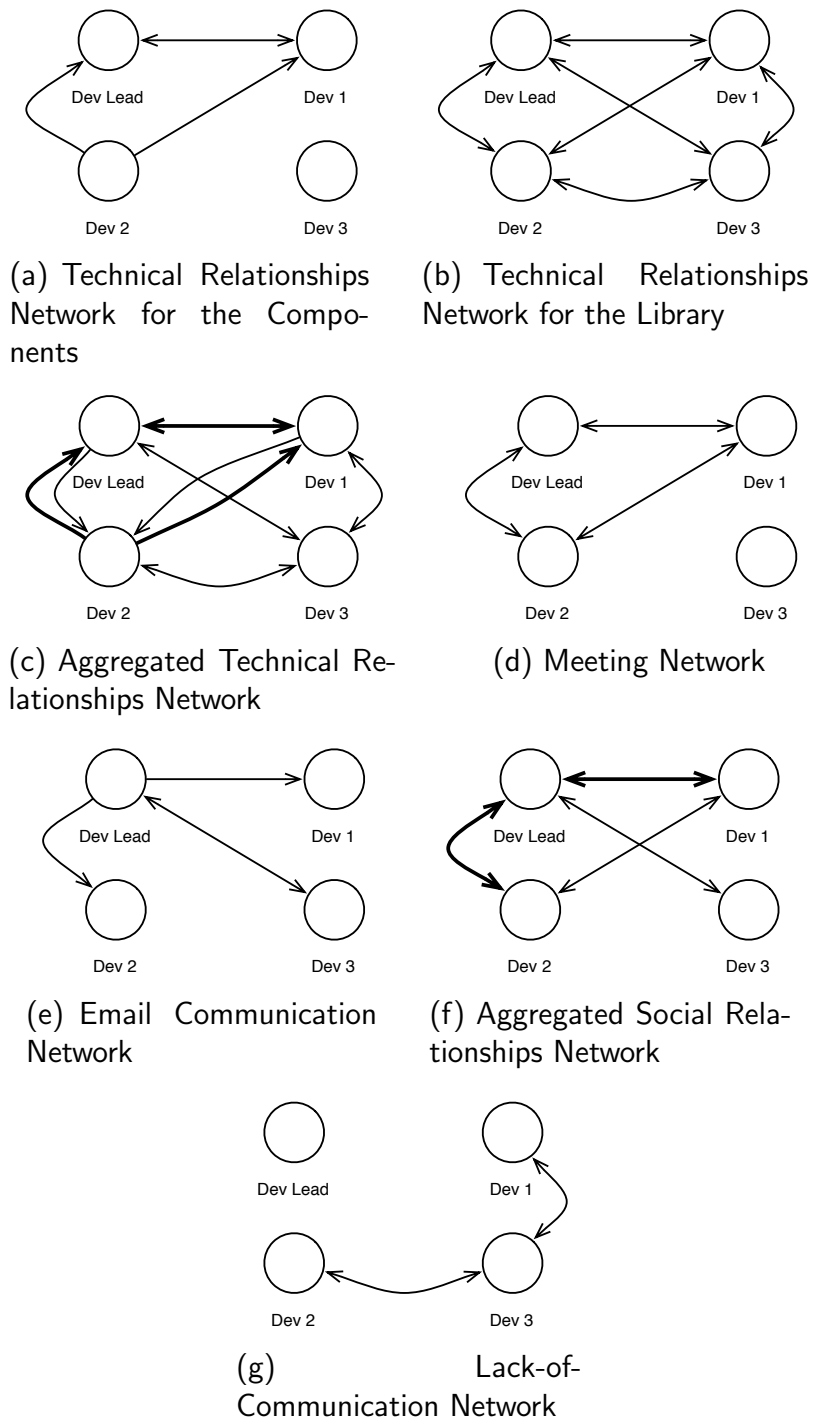 Dev Lead Dev 1 Dev Lead Dev 1
Dev 2 Dev 3 Dev 2 Dev 3
(a) Technical Relationships
Network for the Compo-
nents
(b) Technical Relationships
Network for the Library
Dev Lead Dev 1 Dev Lead Dev 1
Dev 2 Dev 3 Dev 2 Dev 3
(c) Aggregated Technical Re-
lationships Network
(d) Meeting Network
Dev Lead Dev 1 Dev Lead Dev 1
Dev 2 Dev 3 Dev 2 Dev 3
(e) Email Communication
Network
(f) Aggregated Social Rela-
tionships Network
Dev Lead Dev 1
Dev 2 Dev 3
(g) Lack-of-
Communication Network